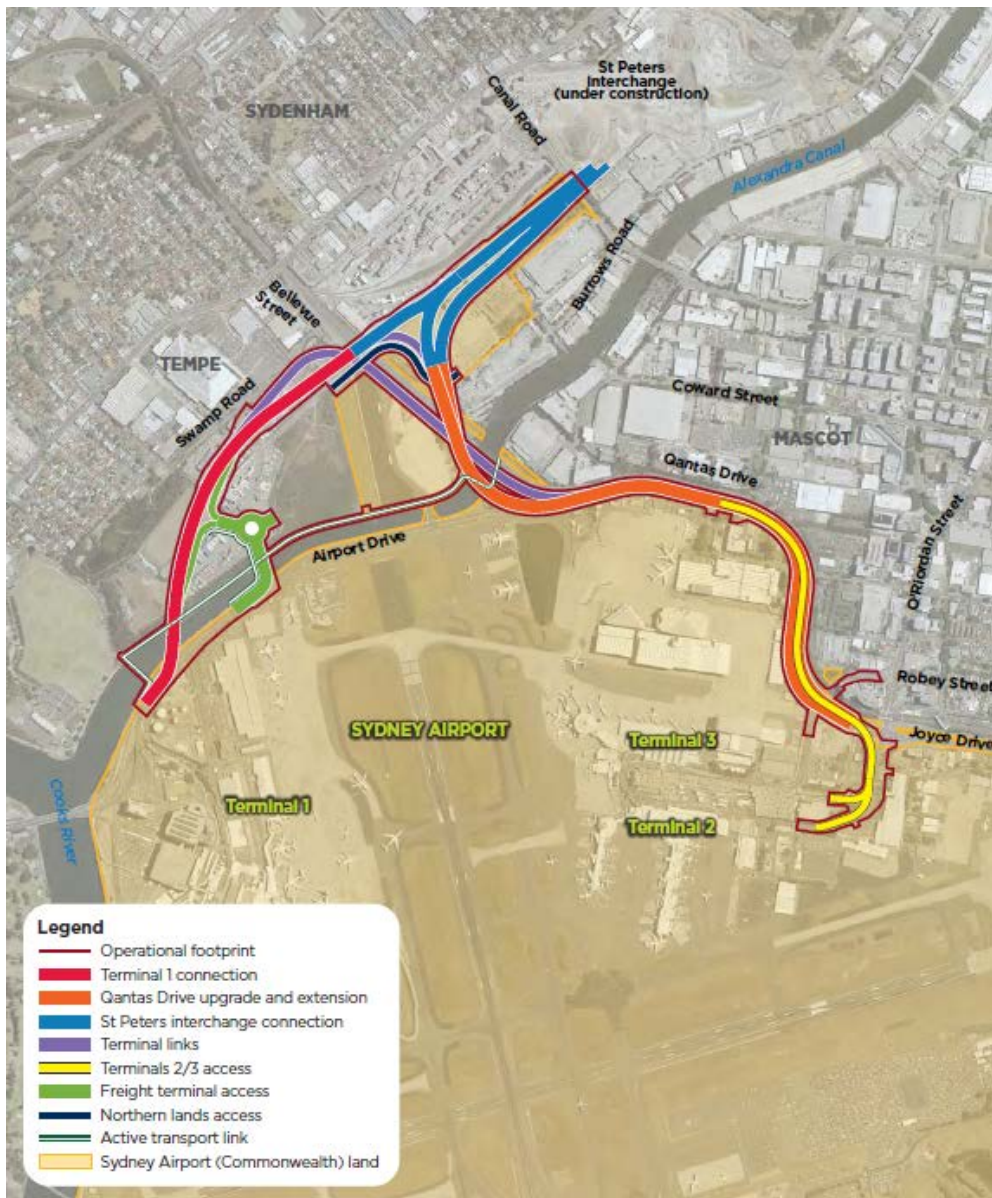 St Peters
interchange
(under construction)
Canal Road
SYDENHAM
Alexandra Canal
Burrows Road
Bellevue
Street
TEMPE
Swamp Road
Coward Street
MASCOT
Qantas Drive
O'Riordan Street
Airport Drive
Robey Street
SYDNEY AIRPORT
Terminal 3
Joyce Drive
Cooks River
Terminal 1
Terminal 2
Legend
Operational footprint
Terminal 1 connection
Qantas Drive upgrade and extension
St Peters interchange connection
Terminal links
Terminals 2/3 access
Freight terminal access
Northern lands access
Active transport link
Sydney Airport (Commonwealth) land